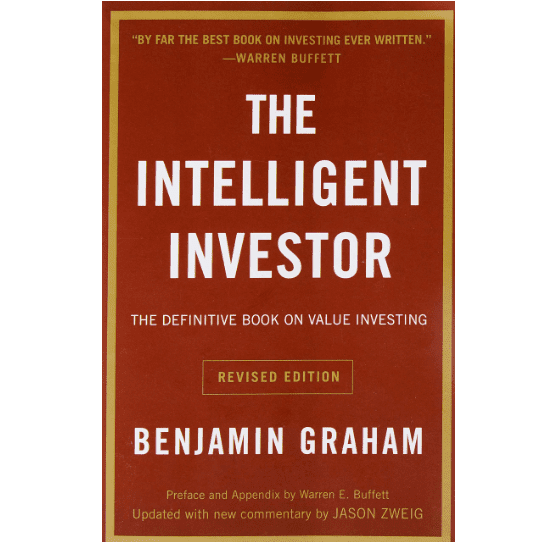 “BY FAR THE BEST BOOK ON INVESTING EVER WRITTEN.”
—WARREN BUFFETT
THE
INTELLIGENT
INVESTOR
THE DEFINITIVE BOOK ON VALUE INVESTING
REVISED EDITION
BENJAMIN GRAHAM
Preface and Appendix by Warren E. Buffett
Updated with new commentary by JASON ZWEIG